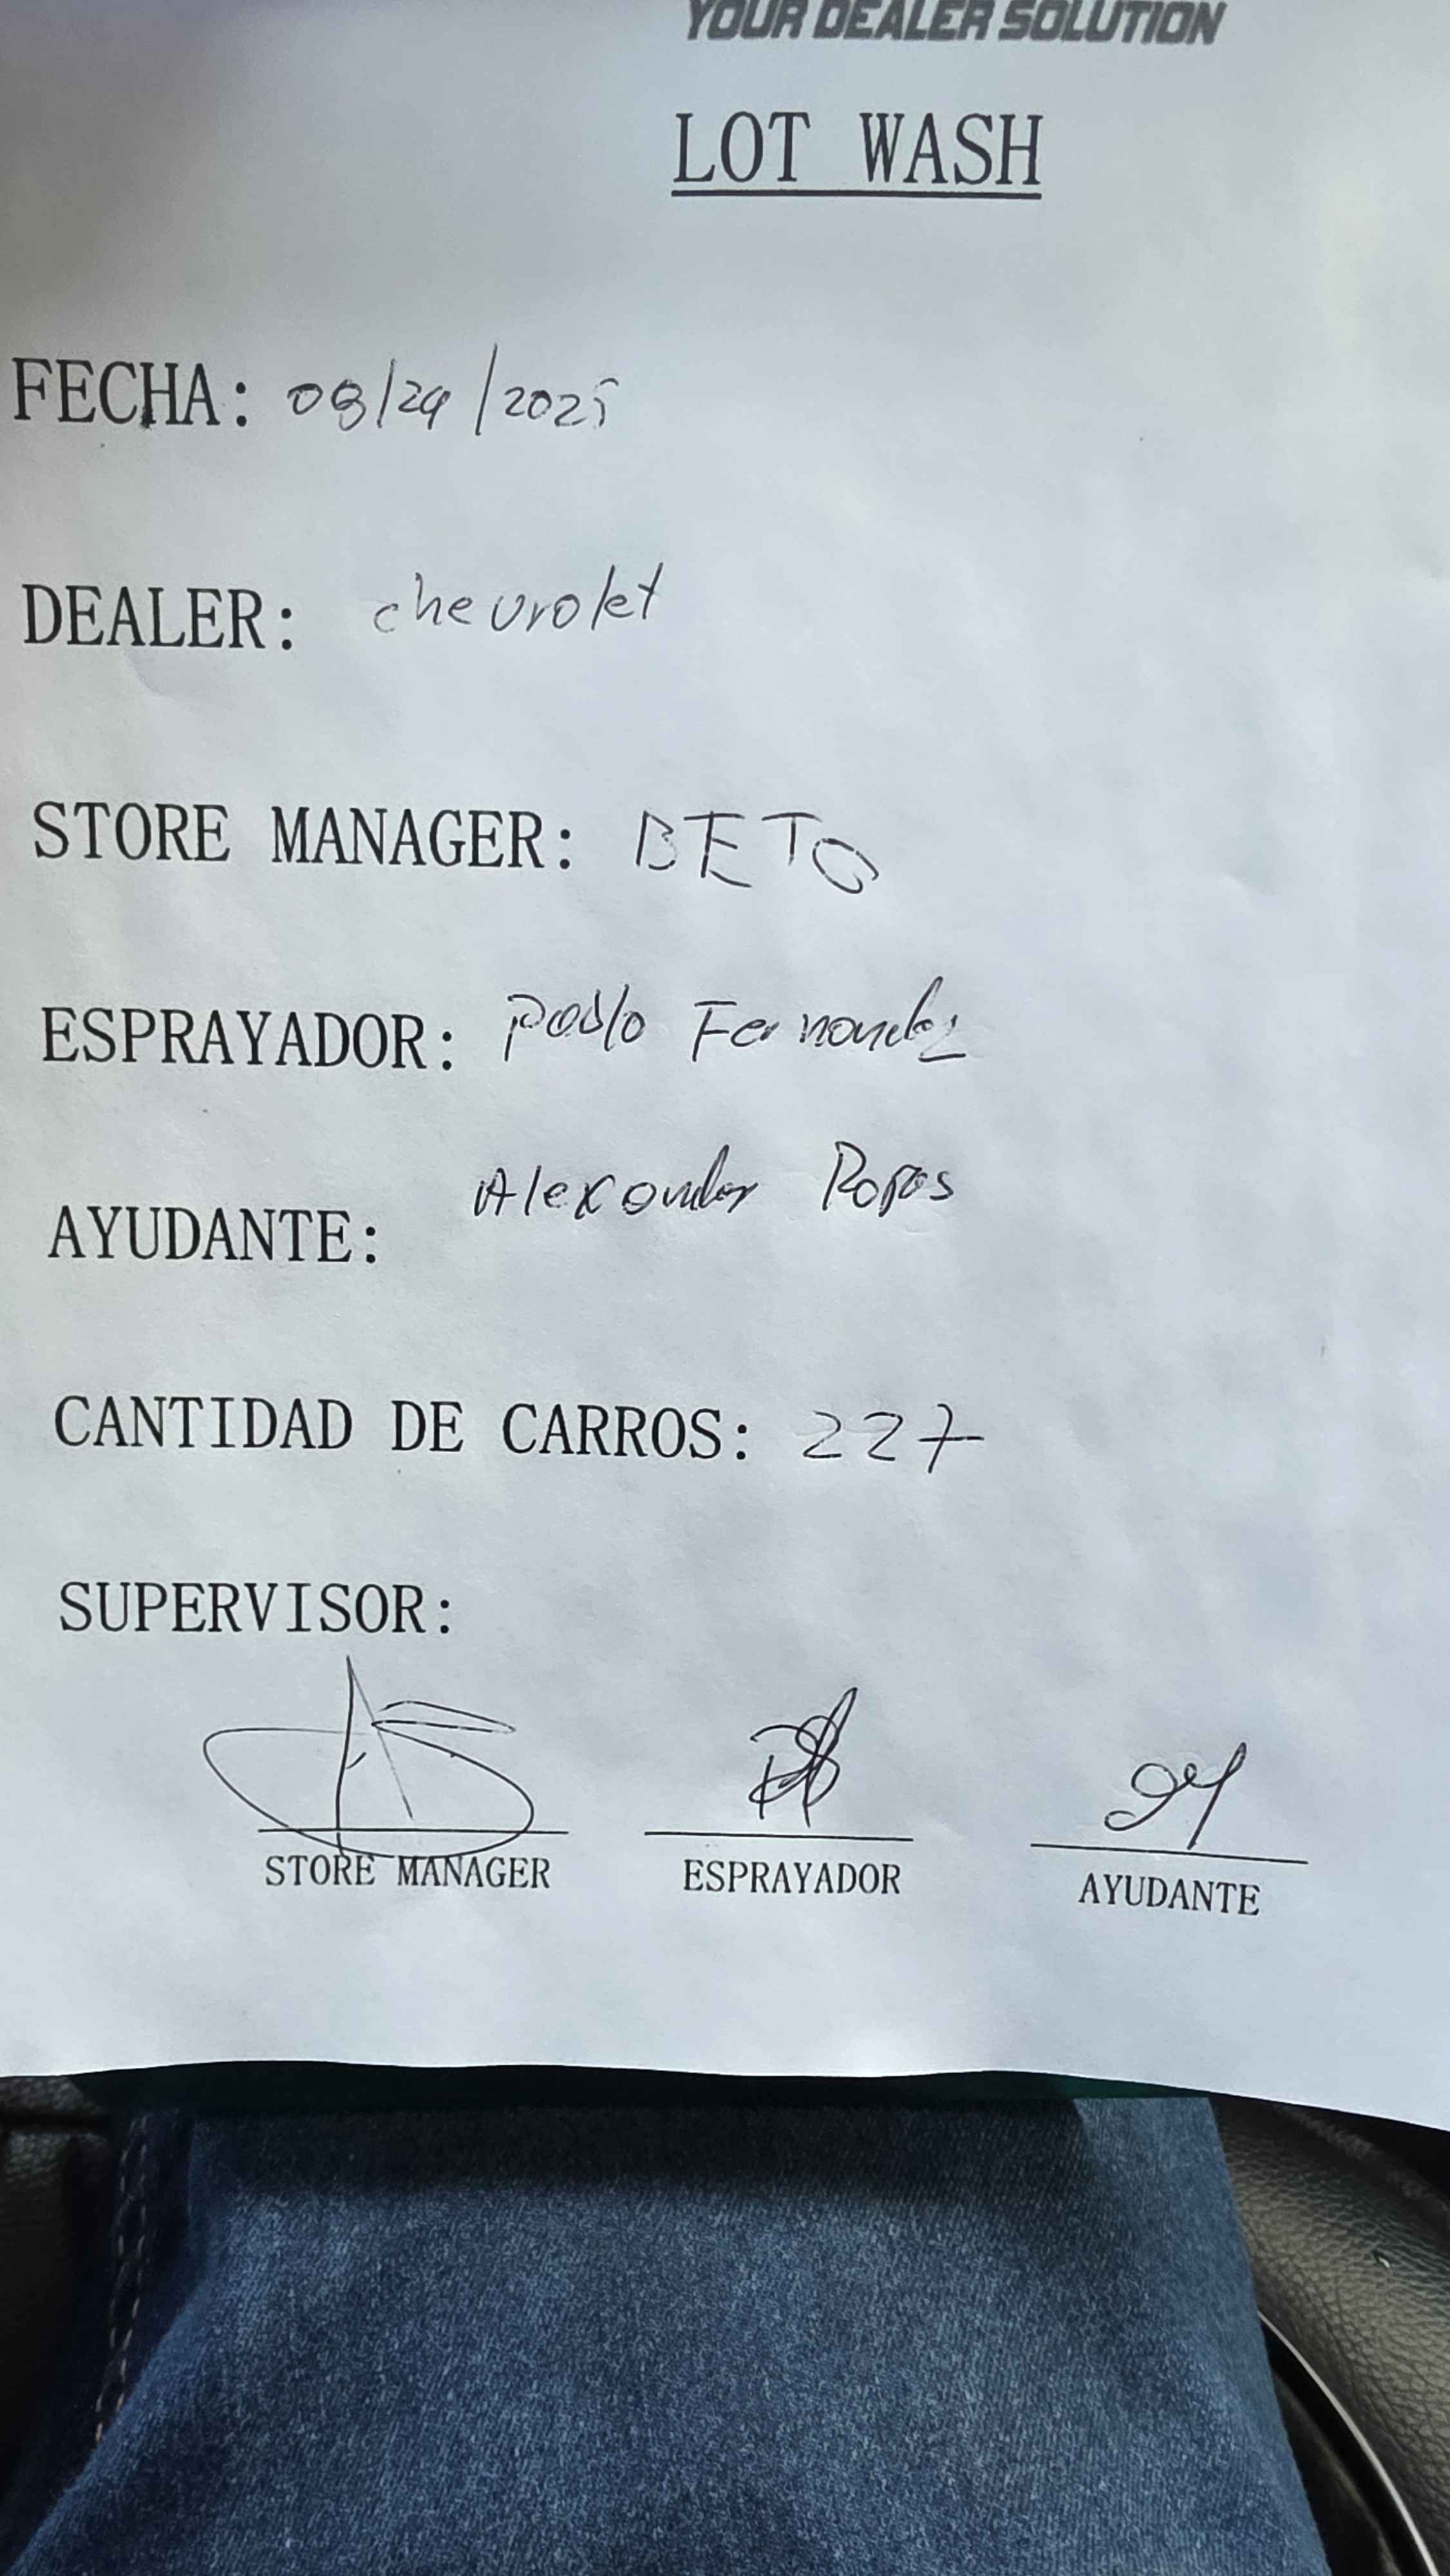 YOUR DEALER SOLUTION
LOT WASH
FECHA: 08/29/2025
DEALER: chevrolet
STORE MANAGER: BETO
ESPRAYADOR: Pablo Fernandez
AYUDANTE: Alexander Rojas
CANTIDAD DE CARROS: 227
SUPERVISOR:
STORE MANAGER ESPRAYADOR AYUDANTE